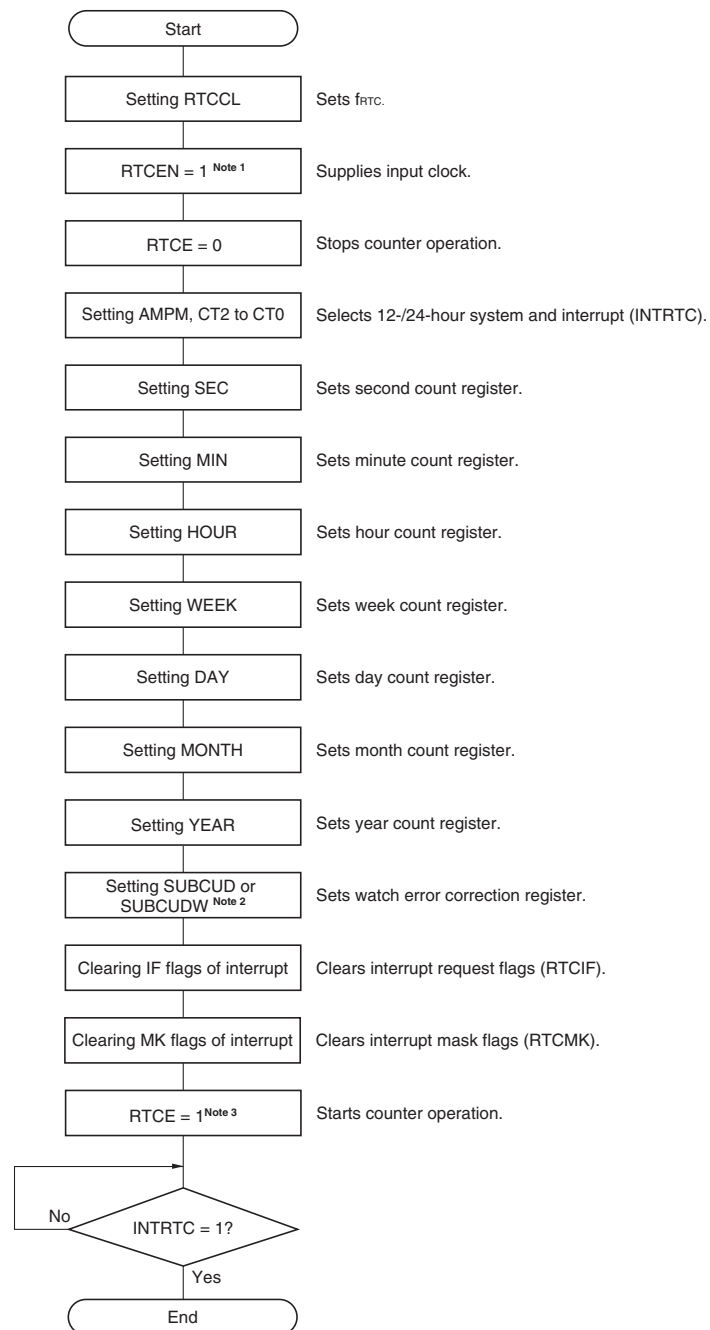 Start
Setting RTCCL Sets fRTC.
RTCEN = 1 Note 1 Supplies input clock.
RTCE = 0 Stops counter operation.
Setting AMPM, CT2 to CT0 Selects 12-/24-hour system and interrupt (INTRTC).
Setting SEC Sets second count register.
Setting MIN Sets minute count register.
Setting HOUR Sets hour count register.
Setting WEEK Sets week count register.
Setting DAY Sets day count register.
Setting MONTH Sets month count register.
Setting YEAR Sets year count register.
Setting SUBCUD or
SUBCUDW Note 2 Sets watch error correction register.
Clearing IF flags of interrupt Clears interrupt request flags (RTCIF).
Clearing MK flags of interrupt Clears interrupt mask flags (RTCMK).
RTCE = 1 Note 3 Starts counter operation.
No
INTRTC = 1?
Yes
End